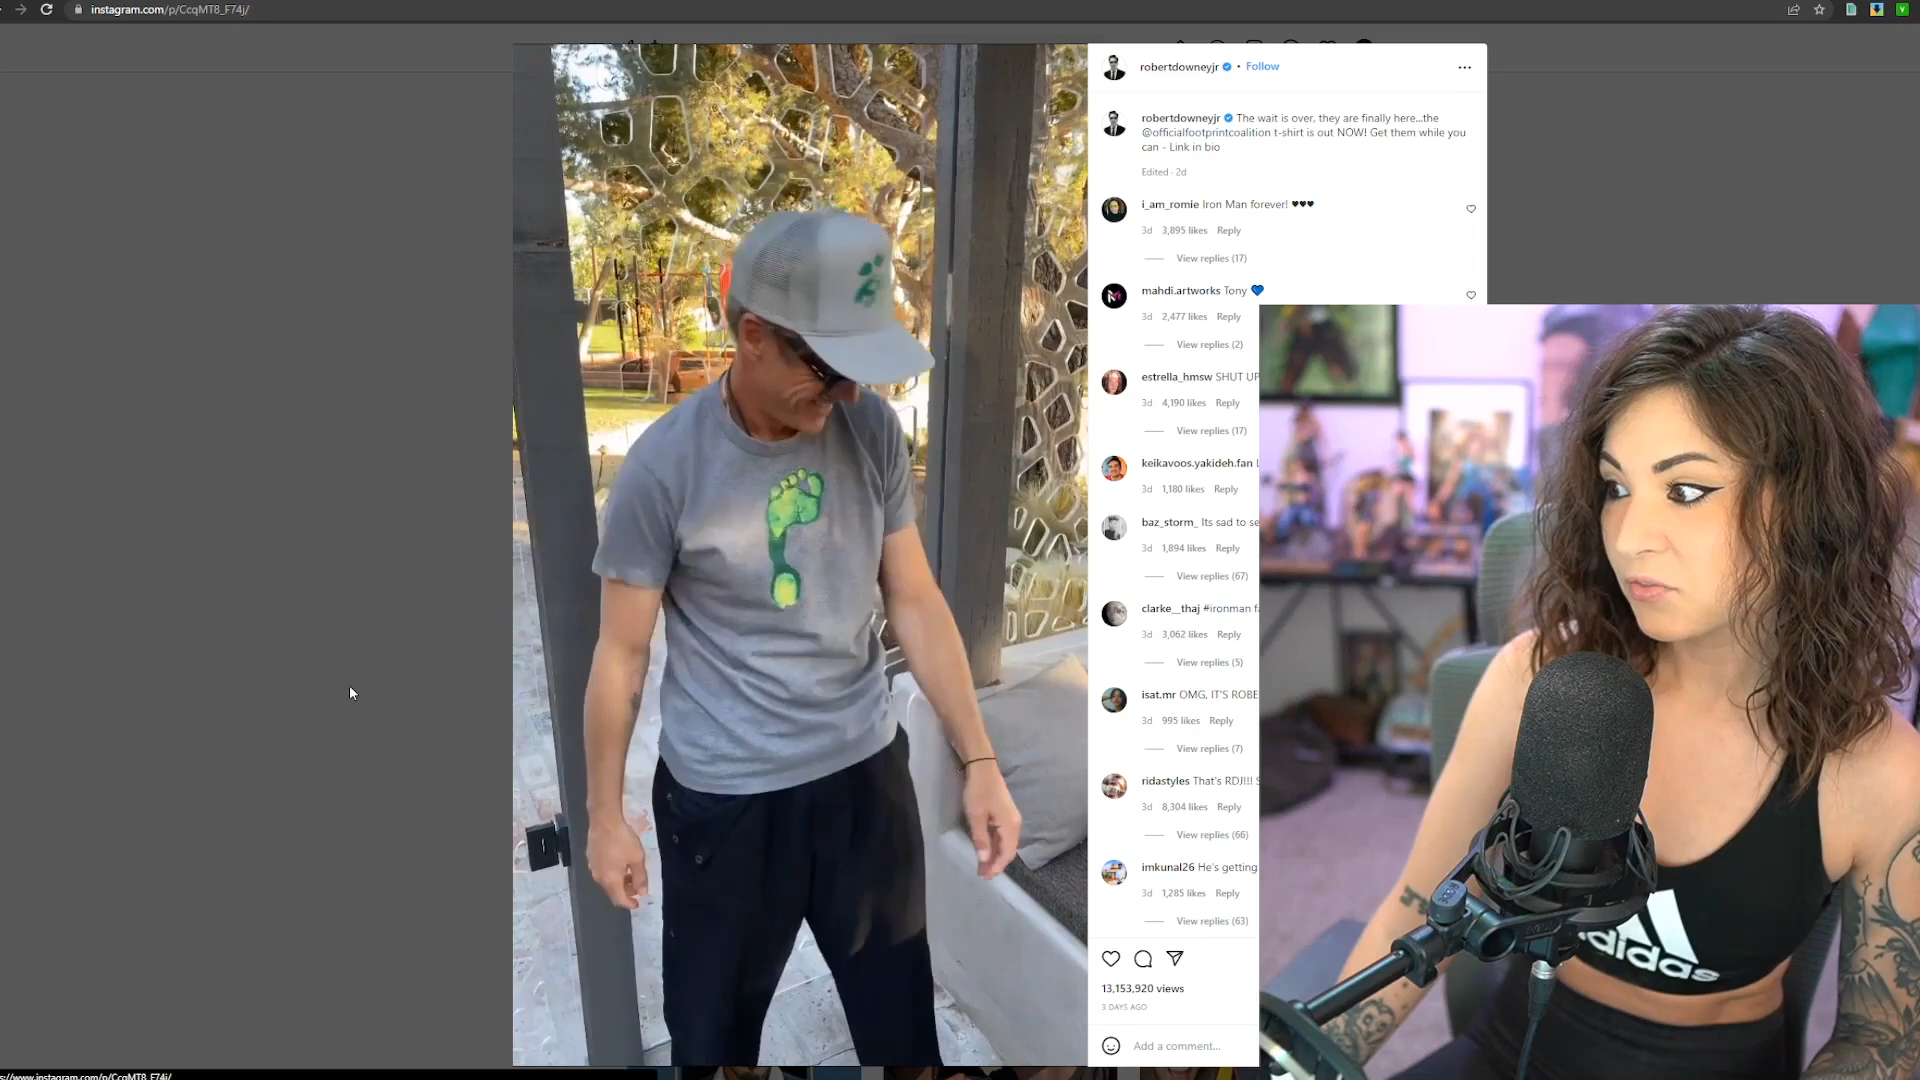 instagram.com/p/CcqMT8_F74j/
robertdowneyjr • Follow
robertdowneyjr The wait is over, they are finally here...the
@officialfootprintcoalition t-shirt is out NOW! Get them while you
can - Link in bio
Edited · 2d
i_am_romie Iron Man forever! ♥♥♥
3d 3,895 likes Reply
View replies (17)
mahdi.artworks Tony 💙
3d 2,477 likes Reply
View replies (2)
estrella_hmsw SHUT UP
3d 4,190 likes Reply
View replies (17)
keikavoos.yakideh.fan
3d 1,180 likes Reply
baz_storm_ Its sad to se
3d 1,894 likes Reply
View replies (67)
clarke__thaj #ironman f
3d 3,062 likes Reply
View replies (5)
isat.mr OMG, IT'S ROBE
3d 995 likes Reply
View replies (7)
ridastyles That's RDJ!!! S
3d 8,304 likes Reply
View replies (66)
imkunal26 He's getting
3d 1,285 likes Reply
View replies (63)
13,153,920 views
3 DAYS AGO
Add a comment...
adidas
s://www.instagram.com/p/CcqMT8_F74j/